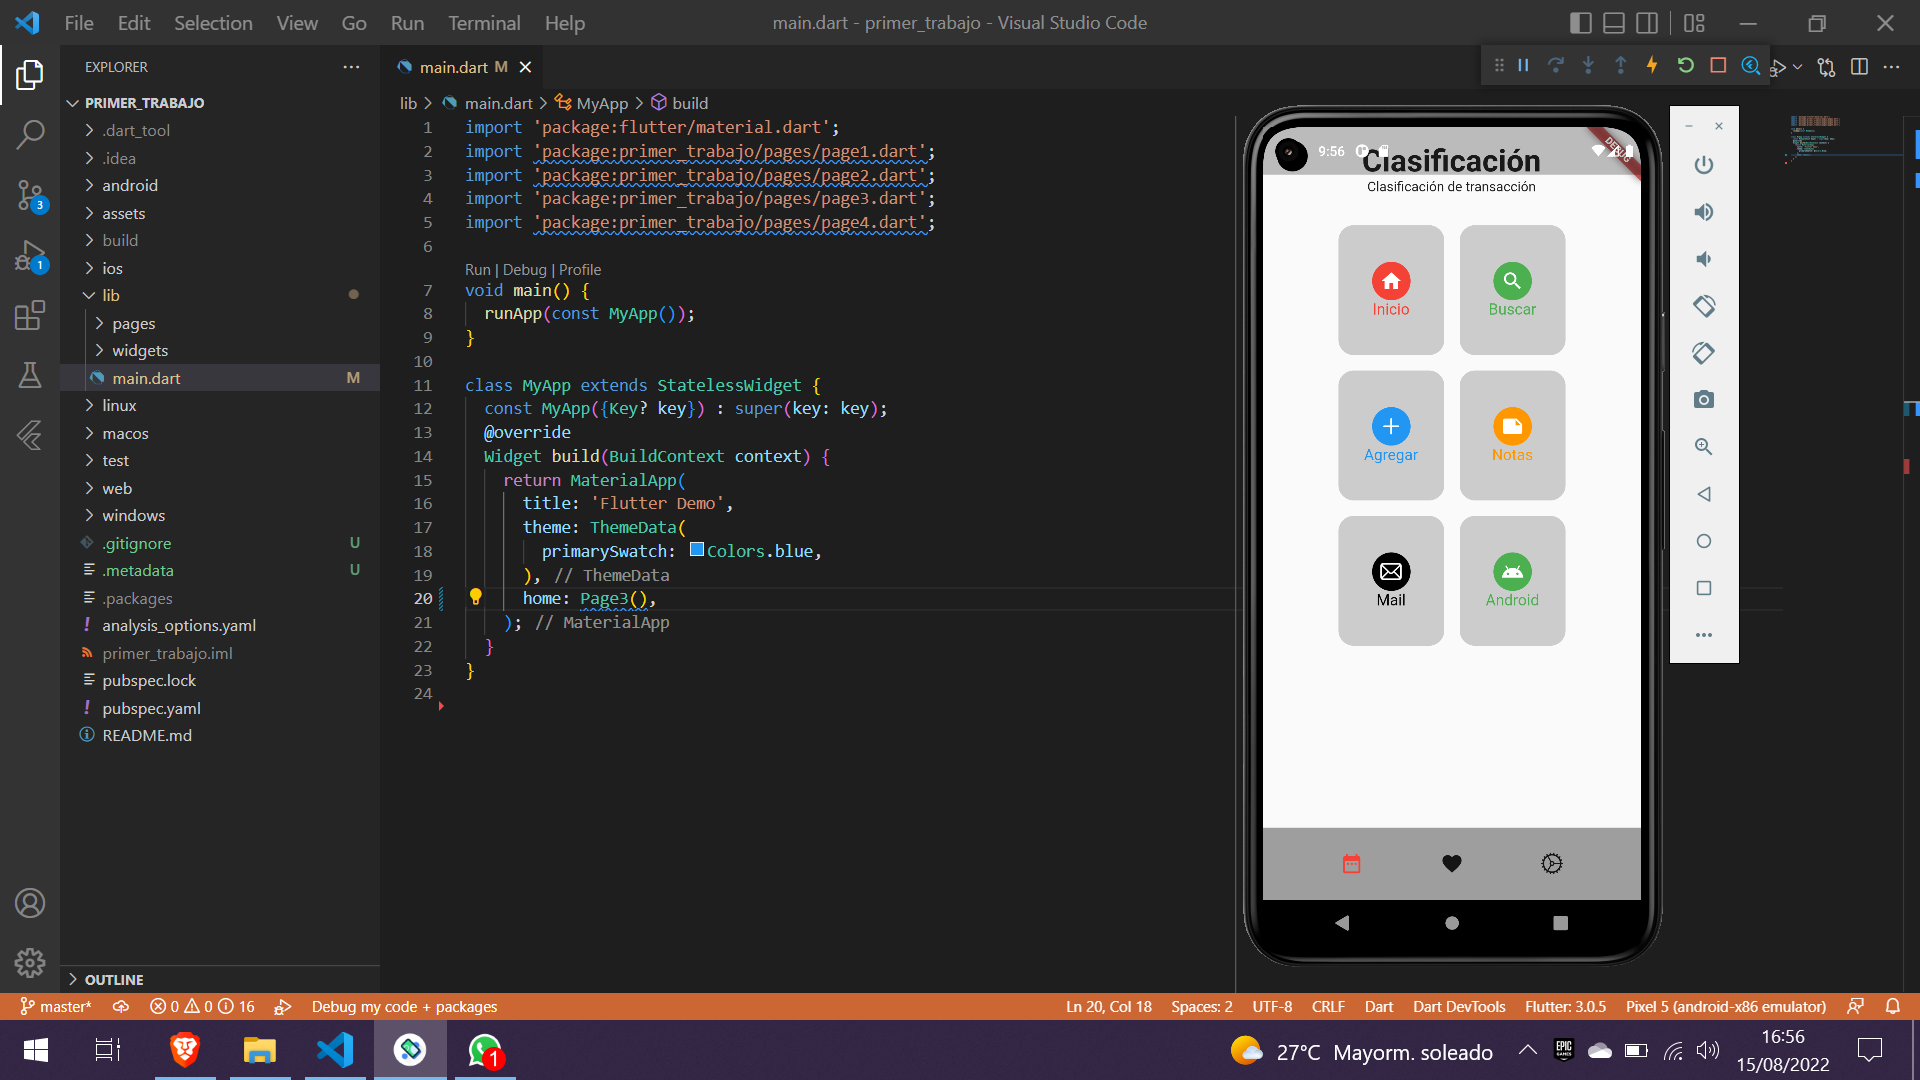 File Edit Selection View Go Run Terminal Help
main.dart - primer_trabajo - Visual Studio Code
EXPLORER
PRIMER_TRABAJO
.dart_tool
.idea
android
assets
build
ios
lib
pages
widgets
main.dart M
linux
macos
test
web
windows
.gitignore U
.metadata U
.packages
analysis_options.yaml
primer_trabajo.iml
pubspec.lock
pubspec.yaml
README.md
OUTLINE
3
1
main.dart M
lib > main.dart > MyApp > build
1 import 'package:flutter/material.dart';
2 import 'package:primer_trabajo/pages/page1.dart';
3 import 'package:primer_trabajo/pages/page2.dart';
4 import 'package:primer_trabajo/pages/page3.dart';
5 import 'package:primer_trabajo/pages/page4.dart';
6
Run | Debug | Profile
7 void main() {
8 runApp(const MyApp());
9 }
10
11 class MyApp extends StatelessWidget {
12 const MyApp({Key? key}) : super(key: key);
13 @override
14 Widget build(BuildContext context) {
15 return MaterialApp(
16 title: 'Flutter Demo',
17 theme: ThemeData(
18 primarySwatch: Colors.blue,
19 ), // ThemeData
20 home: Page3(),
21 ); // MaterialApp
22 }
23 }
24
9:56
DEBUG
Clasificación
Clasificación de transacción
Inicio Buscar
Agregar Notas
Mail Android
master* 0 0 16 Debug my code + packages
Ln 20, Col 18 Spaces: 2 UTF-8 CRLF Dart Dart DevTools Flutter: 3.0.5 Pixel 5 (android-x86 emulator)
1
27°C Mayorm. soleado
EPIC GAMES
16:56
15/08/2022